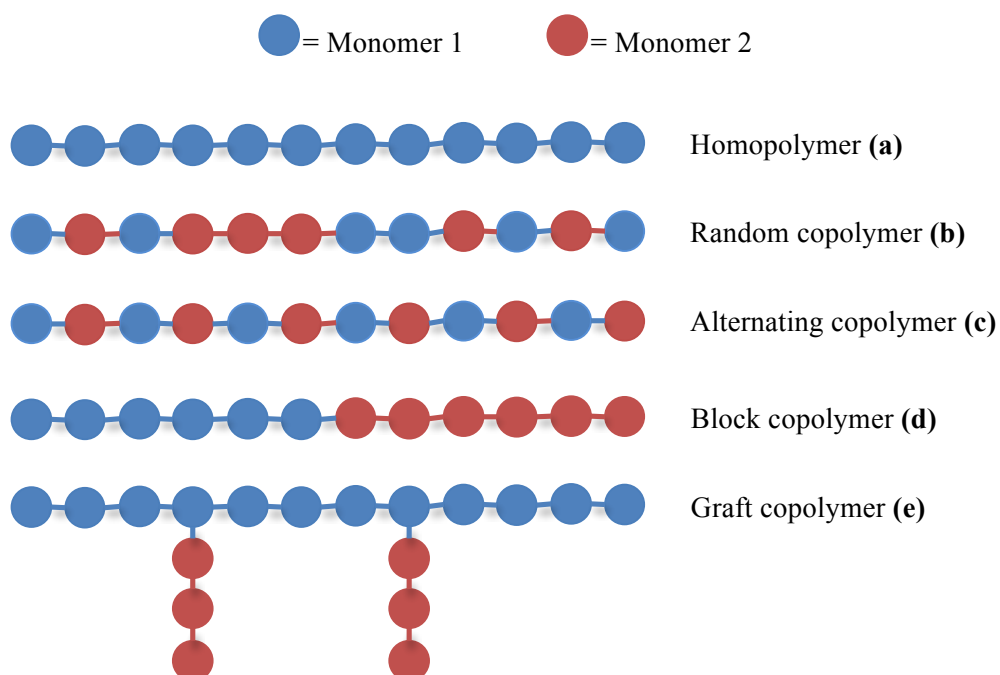 = Monomer 1 = Monomer 2
Homopolymer (a)
Random copolymer (b)
Alternating copolymer (c)
Block copolymer (d)
Graft copolymer (e)